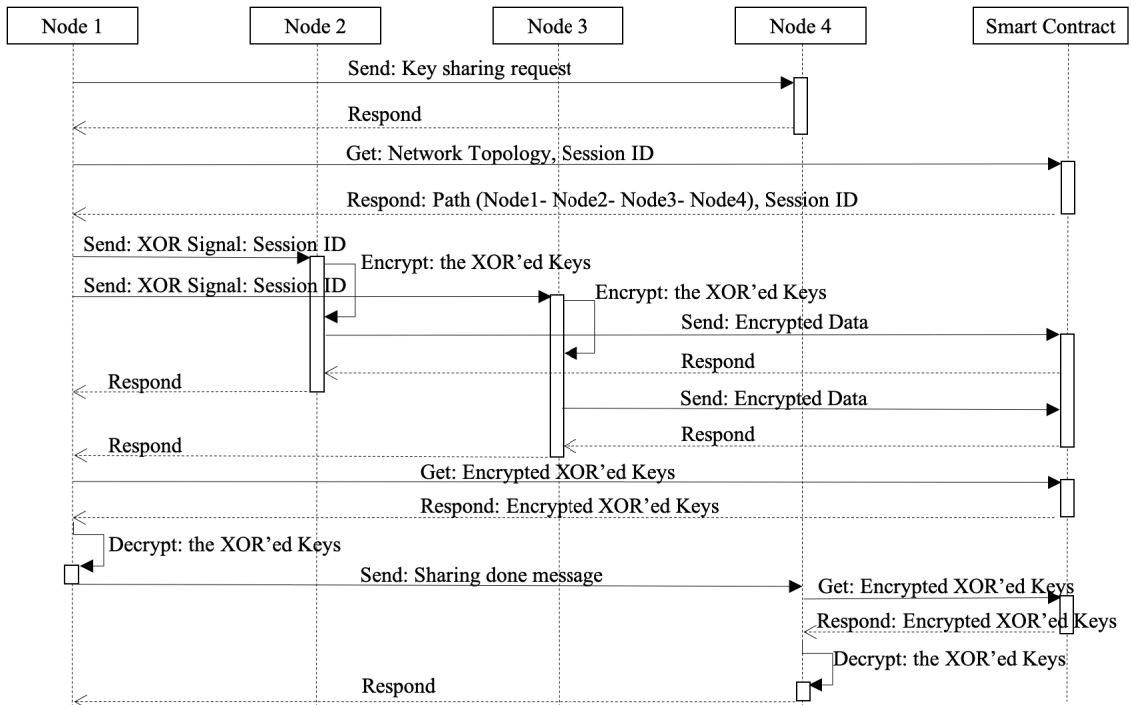 Node 1
Node 2
Node 3
Node 4
Smart Contract
Send: Key sharing request
Respond
Get: Network Topology, Session ID
Respond: Path (Node1- Node2- Node3- Node4), Session ID
Send: XOR Signal: Session ID
Encrypt: the XOR’ed Keys
Send: XOR Signal: Session ID
Encrypt: the XOR’ed Keys
Send: Encrypted Data
Respond
Respond
Send: Encrypted Data
Respond
Respond
Get: Encrypted XOR’ed Keys
Respond: Encrypted XOR’ed Keys
Decrypt: the XOR’ed Keys
Send: Sharing done message
Get: Encrypted XOR’ed Keys
Respond: Encrypted XOR’ed Keys
Decrypt: the XOR’ed Keys
Respond